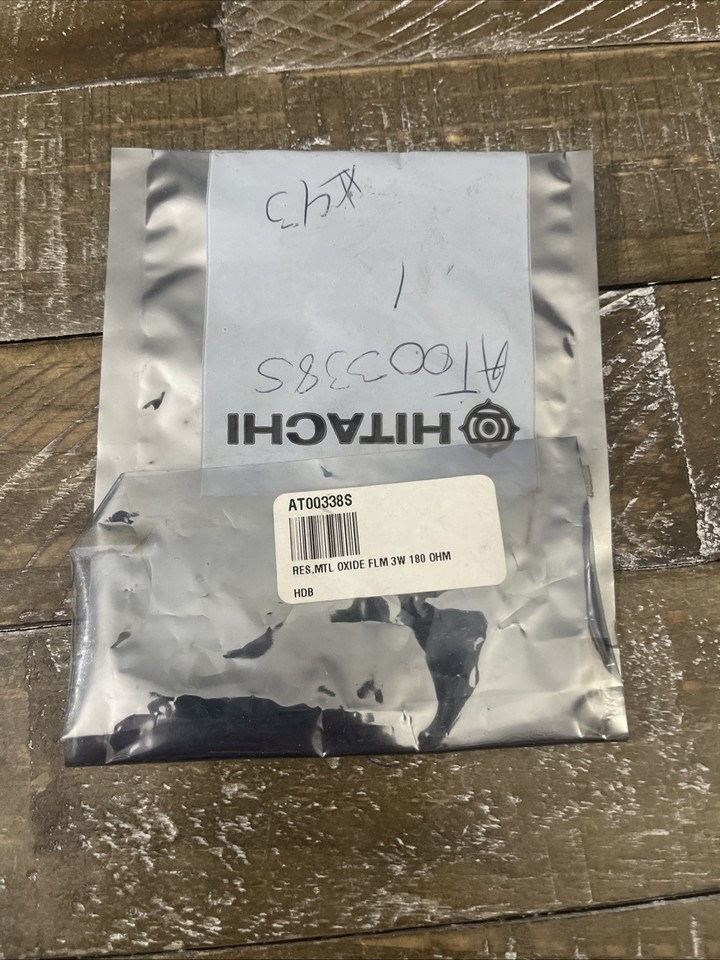 HITACHI
AT00338S
1
AT00338S
RES.MTL OXIDE FLM 3W 180 OHM
HDB